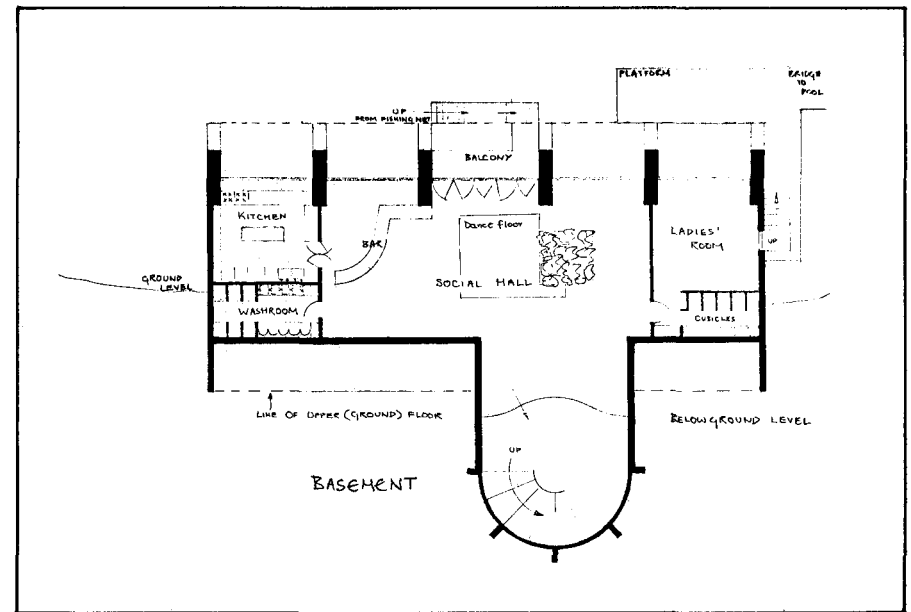 PLATFORM
BRIDGE
TO
POOL
UP
FROM FISHING NET
BALCONY
KITCHEN
BAR
Dance floor
LADIES'
ROOM
UP
GROUND
LEVEL
SOCIAL HALL
WASHROOM
CUBICLES
LINE OF UPPER (GROUND) FLOOR
BELOW GROUND LEVEL
UP
BASEMENT